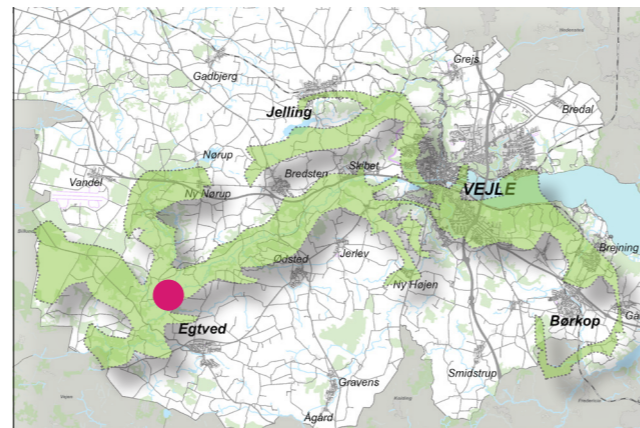 Grejs
Gadbjerg
Jelling
Bredal
Nørup
Skibet
Vandel
Bredsten
Ny Nørup
VEJLE
Brejning
Ødsted
Jerlev
Ny Højen
Egtved
Børkop
Smidstrup
Gravens
Ågård